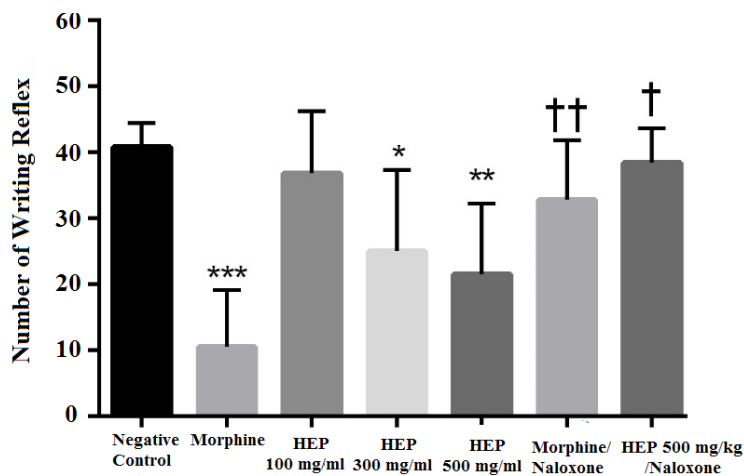 60
50
40
30
20
10
0
Number of Writing Reflex
***
*
**
††
†
Negative
Control
Morphine
HEP
100 mg/ml
HEP
300 mg/ml
HEP
500 mg/ml
Morphine/
Naloxone
HEP 500 mg/kg
/Naloxone